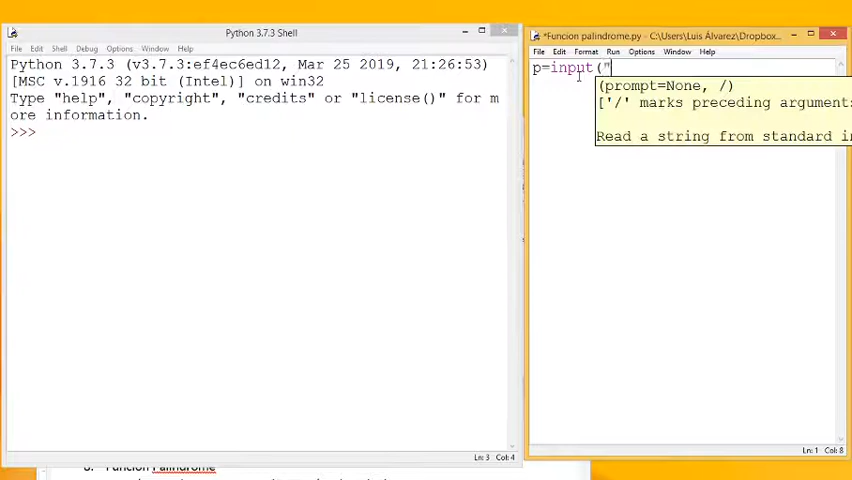 Python 3.7.3 Shell
File Edit Shell Debug Options Window Help
Python 3.7.3 (v3.7.3:ef4ec6ed12, Mar 25 2019, 21:26:53)
[MSC v.1916 32 bit (Intel)] on win32
Type "help", "copyright", "credits" or "license()" for m
ore information.
>>>
Ln: 3 Col: 4
*Funcion palindrome.py - C:\Users\Luis Álvarez\Dropbox...
File Edit Format Run Options Window Help
p=input("
(prompt=None, /)
['/' marks preceding argument
Read a string from standard i
Ln: 1 Col: 8
Funcion Palindrome